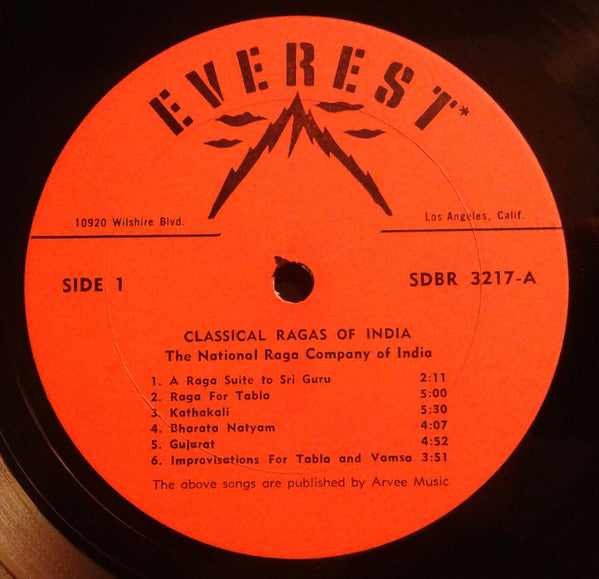 EVEREST*
10920 Wilshire Blvd. Los Angeles, Calif.
SIDE 1 SDBR 3217-A
CLASSICAL RAGAS OF INDIA
The National Raga Company of India
1. A Raga Suite to Sri Guru 2:11
2. Raga For Tabla 5:00
3. Kathakali 5:30
4. Bharata Natyam 4:07
5. Gujarat 4:52
6. Improvisations For Tabla and Vamsa 3:51
The above songs are published by Arvee Music